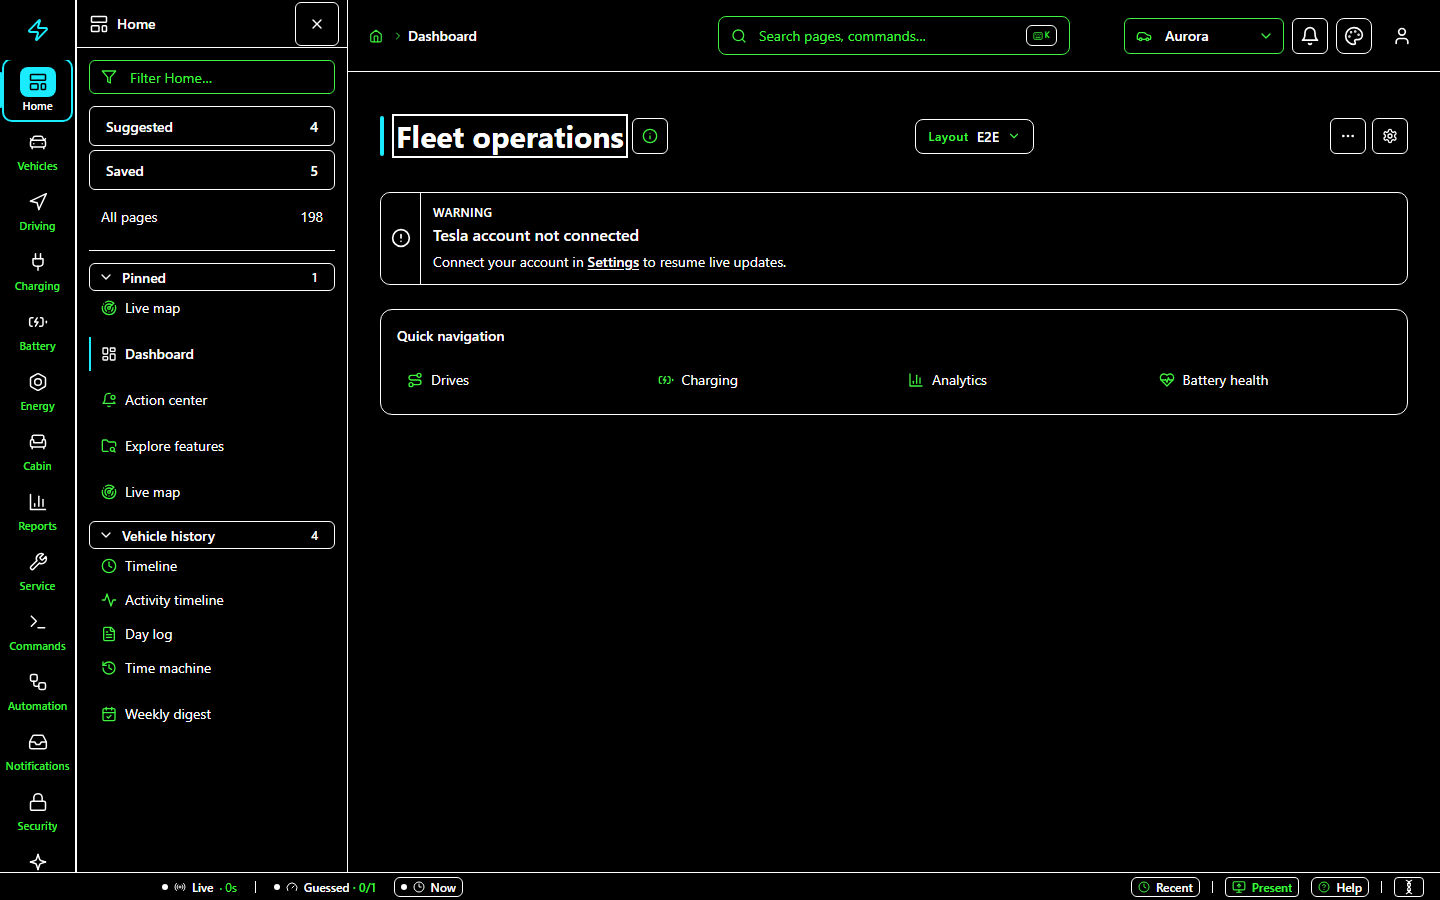 Home
Vehicles
Driving
Charging
Battery
Energy
Cabin
Reports
Service
Commands
Automation
Notifications
Security
Home
Filter Home...
Suggested 4
Saved 5
All pages 198
Pinned 1
Live map
Dashboard
Action center
Explore features
Live map
Vehicle history 4
Timeline
Activity timeline
Day log
Time machine
Weekly digest
Dashboard
Search pages, commands...
K
Aurora
Fleet operations
Layout E2E
WARNING
Tesla account not connected
Connect your account in Settings to resume live updates.
Quick navigation
Drives
Charging
Analytics
Battery health
Live · 0s
Guessed · 0/1
Now
Recent
Present
Help